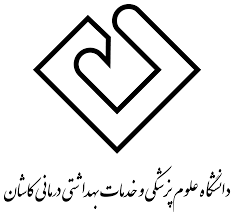 دانشگاه علوم پزشکی و خدمات بهداشتی درمانی کاشان